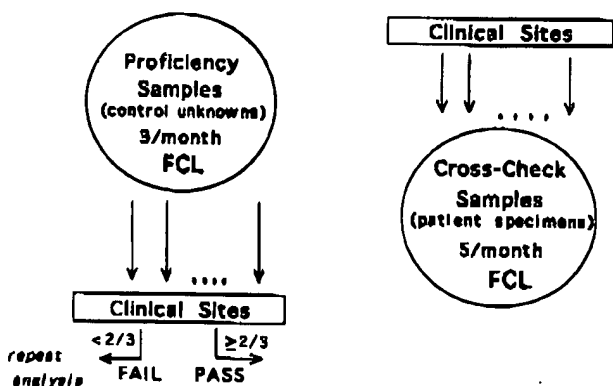 Proficiency
Samples
(control unknowns)
3/month
FCL
Clinical Sites
<2/3
≥2/3
repeat
analysis
FAIL
PASS
Clinical Sites
Cross-Check
Samples
(patient specimens)
5/month
FCL